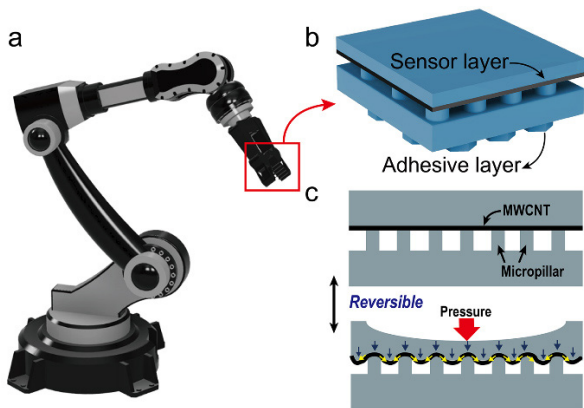 a
b
Sensor layer
Adhesive layer
c
MWCNT
Micropillar
Reversible
Pressure